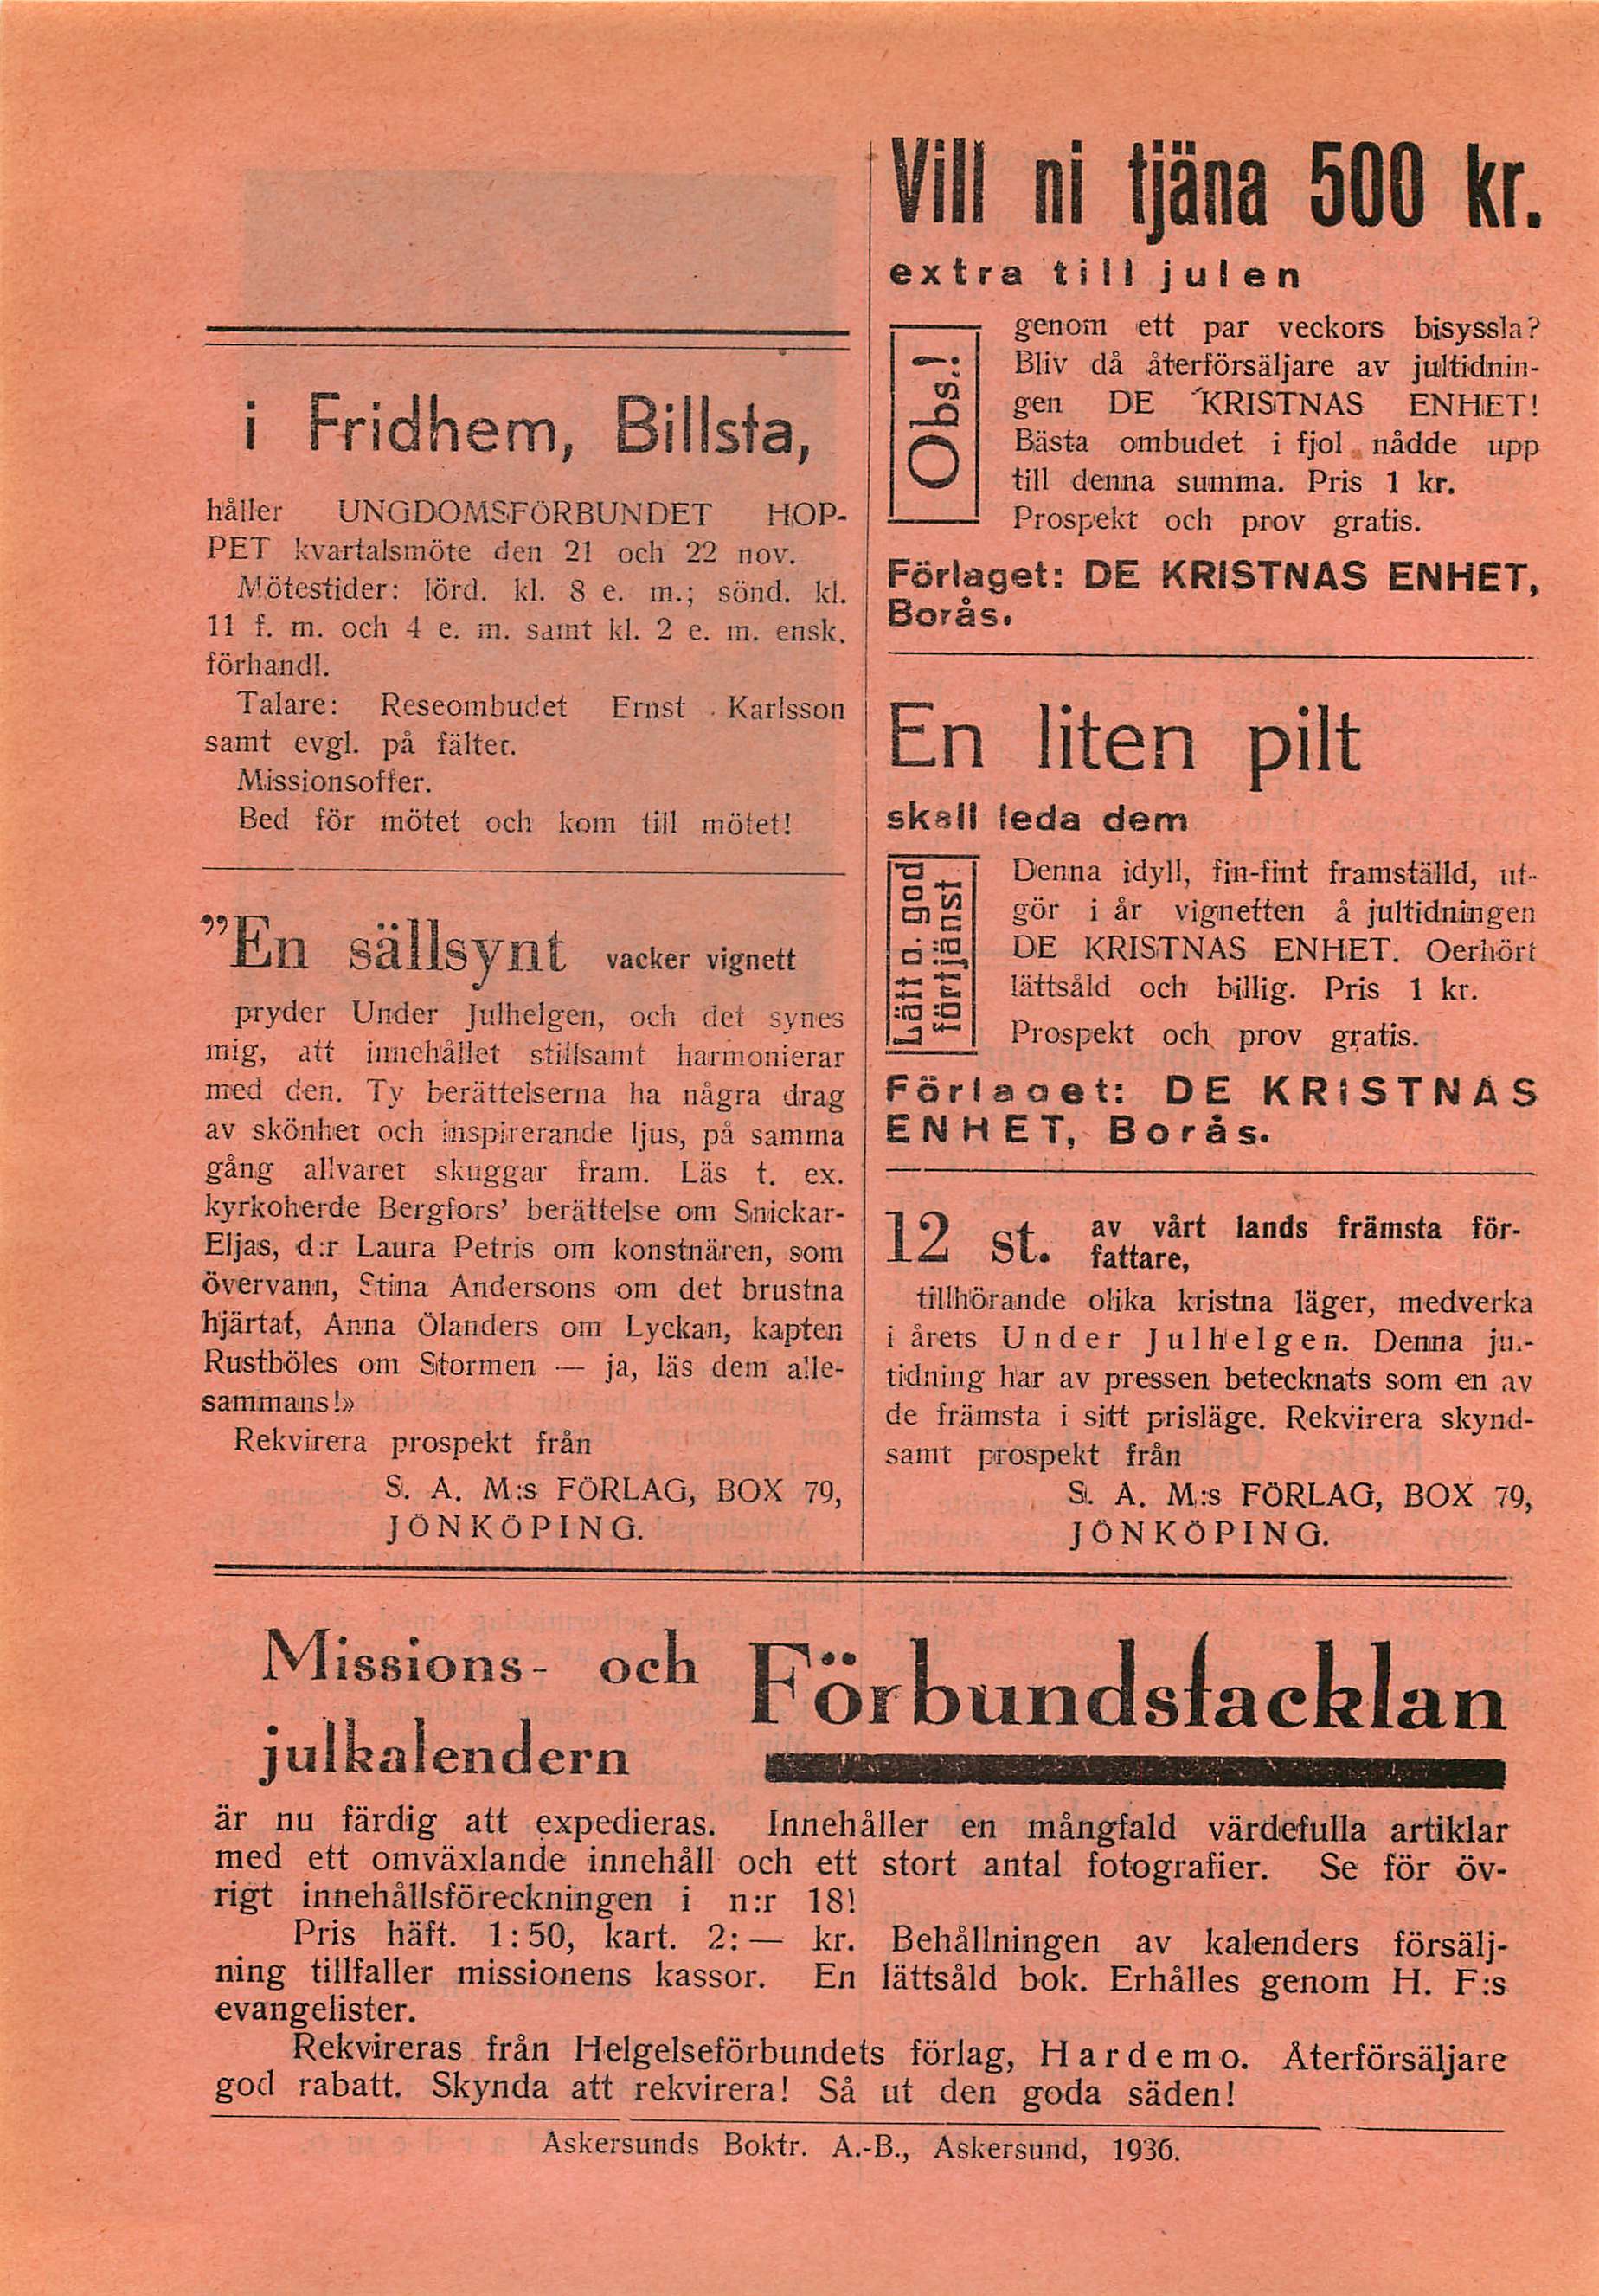 i Fridhem, Billsta,
håller UNGDOMSFÖRBUNDET HOP-
PET kvartalsmöte den 21 och 22 nov.
Mötestider: lörd. kl. 8 e. m.; sönd. kl.
11 f. m. och 4 e. m. samt kl. 2 e. m. ensk.
förhandl.
Talare: Reseombudet Ernst Karlsson
samt evgl. på fältet.
Missionsoffer.
Bed för mötet och kom till mötet!
”En sällsynt vacker vignett
pryder Under Julhelgen, och det synes
mig, att innehållet stillsamt harmonierar
med den. Ty berättelserna ha några drag
av skönhet och inspirerande ljus, på samma
gång allvaret skuggar fram. Läs t. ex.
kyrkoherde Bergfors’ berättelse om Snickar-
Eljas, d:r Laura Petris om konstnären, som
övervann, Stina Andersons om det brustna
hjärtat, Anna Ölanders om Lyckan, kapten
Rustböles om Stormen — ja, läs dem alle-
sammans!»
Rekvirera prospekt från
S. A. M:s FÖRLAG, BOX 79,
JÖNKÖPING.
Vill ni tjäna 500 kr.
extra till julen
Obs.!
genom ett par veckors bisyssla?
Bliv då återförsäljare av jultidnin-
gen DE KRISTNAS ENHET!
Bästa ombudet i fjol nådde upp
till denna summa. Pris 1 kr.
Prospekt och prov gratis.
Förlaget: DE KRISTNAS ENHET,
Borås.
En liten pilt
skall leda dem
Lätt o. god
förtjänst
Denna idyll, fin-fint framställd, ut-
gör i år vignetten å jultidningen
DE KRISTNAS ENHET. Oerhört
lättsåld och billig. Pris 1 kr.
Prospekt och prov gratis.
Förlaget: DE KRISTNAS
ENHET, Borås.
12 st. av vårt lands främsta för-
fattare,
tillhörande olika kristna läger, medverka
i årets Under Julhelgen. Denna jul-
tidning har av pressen betecknats som en av
de främsta i sitt prisläge. Rekvirera skynd-
samt prospekt från
S. A. M:s FÖRLAG, BOX 79,
JÖNKÖPING.
Missions- och
julkalendern
Förbundsfacklan
är nu färdig att expedieras. Innehåller en mångfald värdefulla artiklar
med ett omväxlande innehåll och ett stort antal fotografier. Se för öv-
rigt innehållsföreckningen i n:r 18!
Pris häft. 1:50, kart. 2:— kr. Behållningen av kalenders försälj-
ning tillfaller missionens kassor. En lättsåld bok. Erhålles genom H. F:s
evangelister.
Rekvireras från Helgelseförbundets förlag, Hardemo. Återförsäljare
god rabatt. Skynda att rekvirera! Så ut den goda säden!
Askersunds Boktr. A.-B., Askersund, 1936.